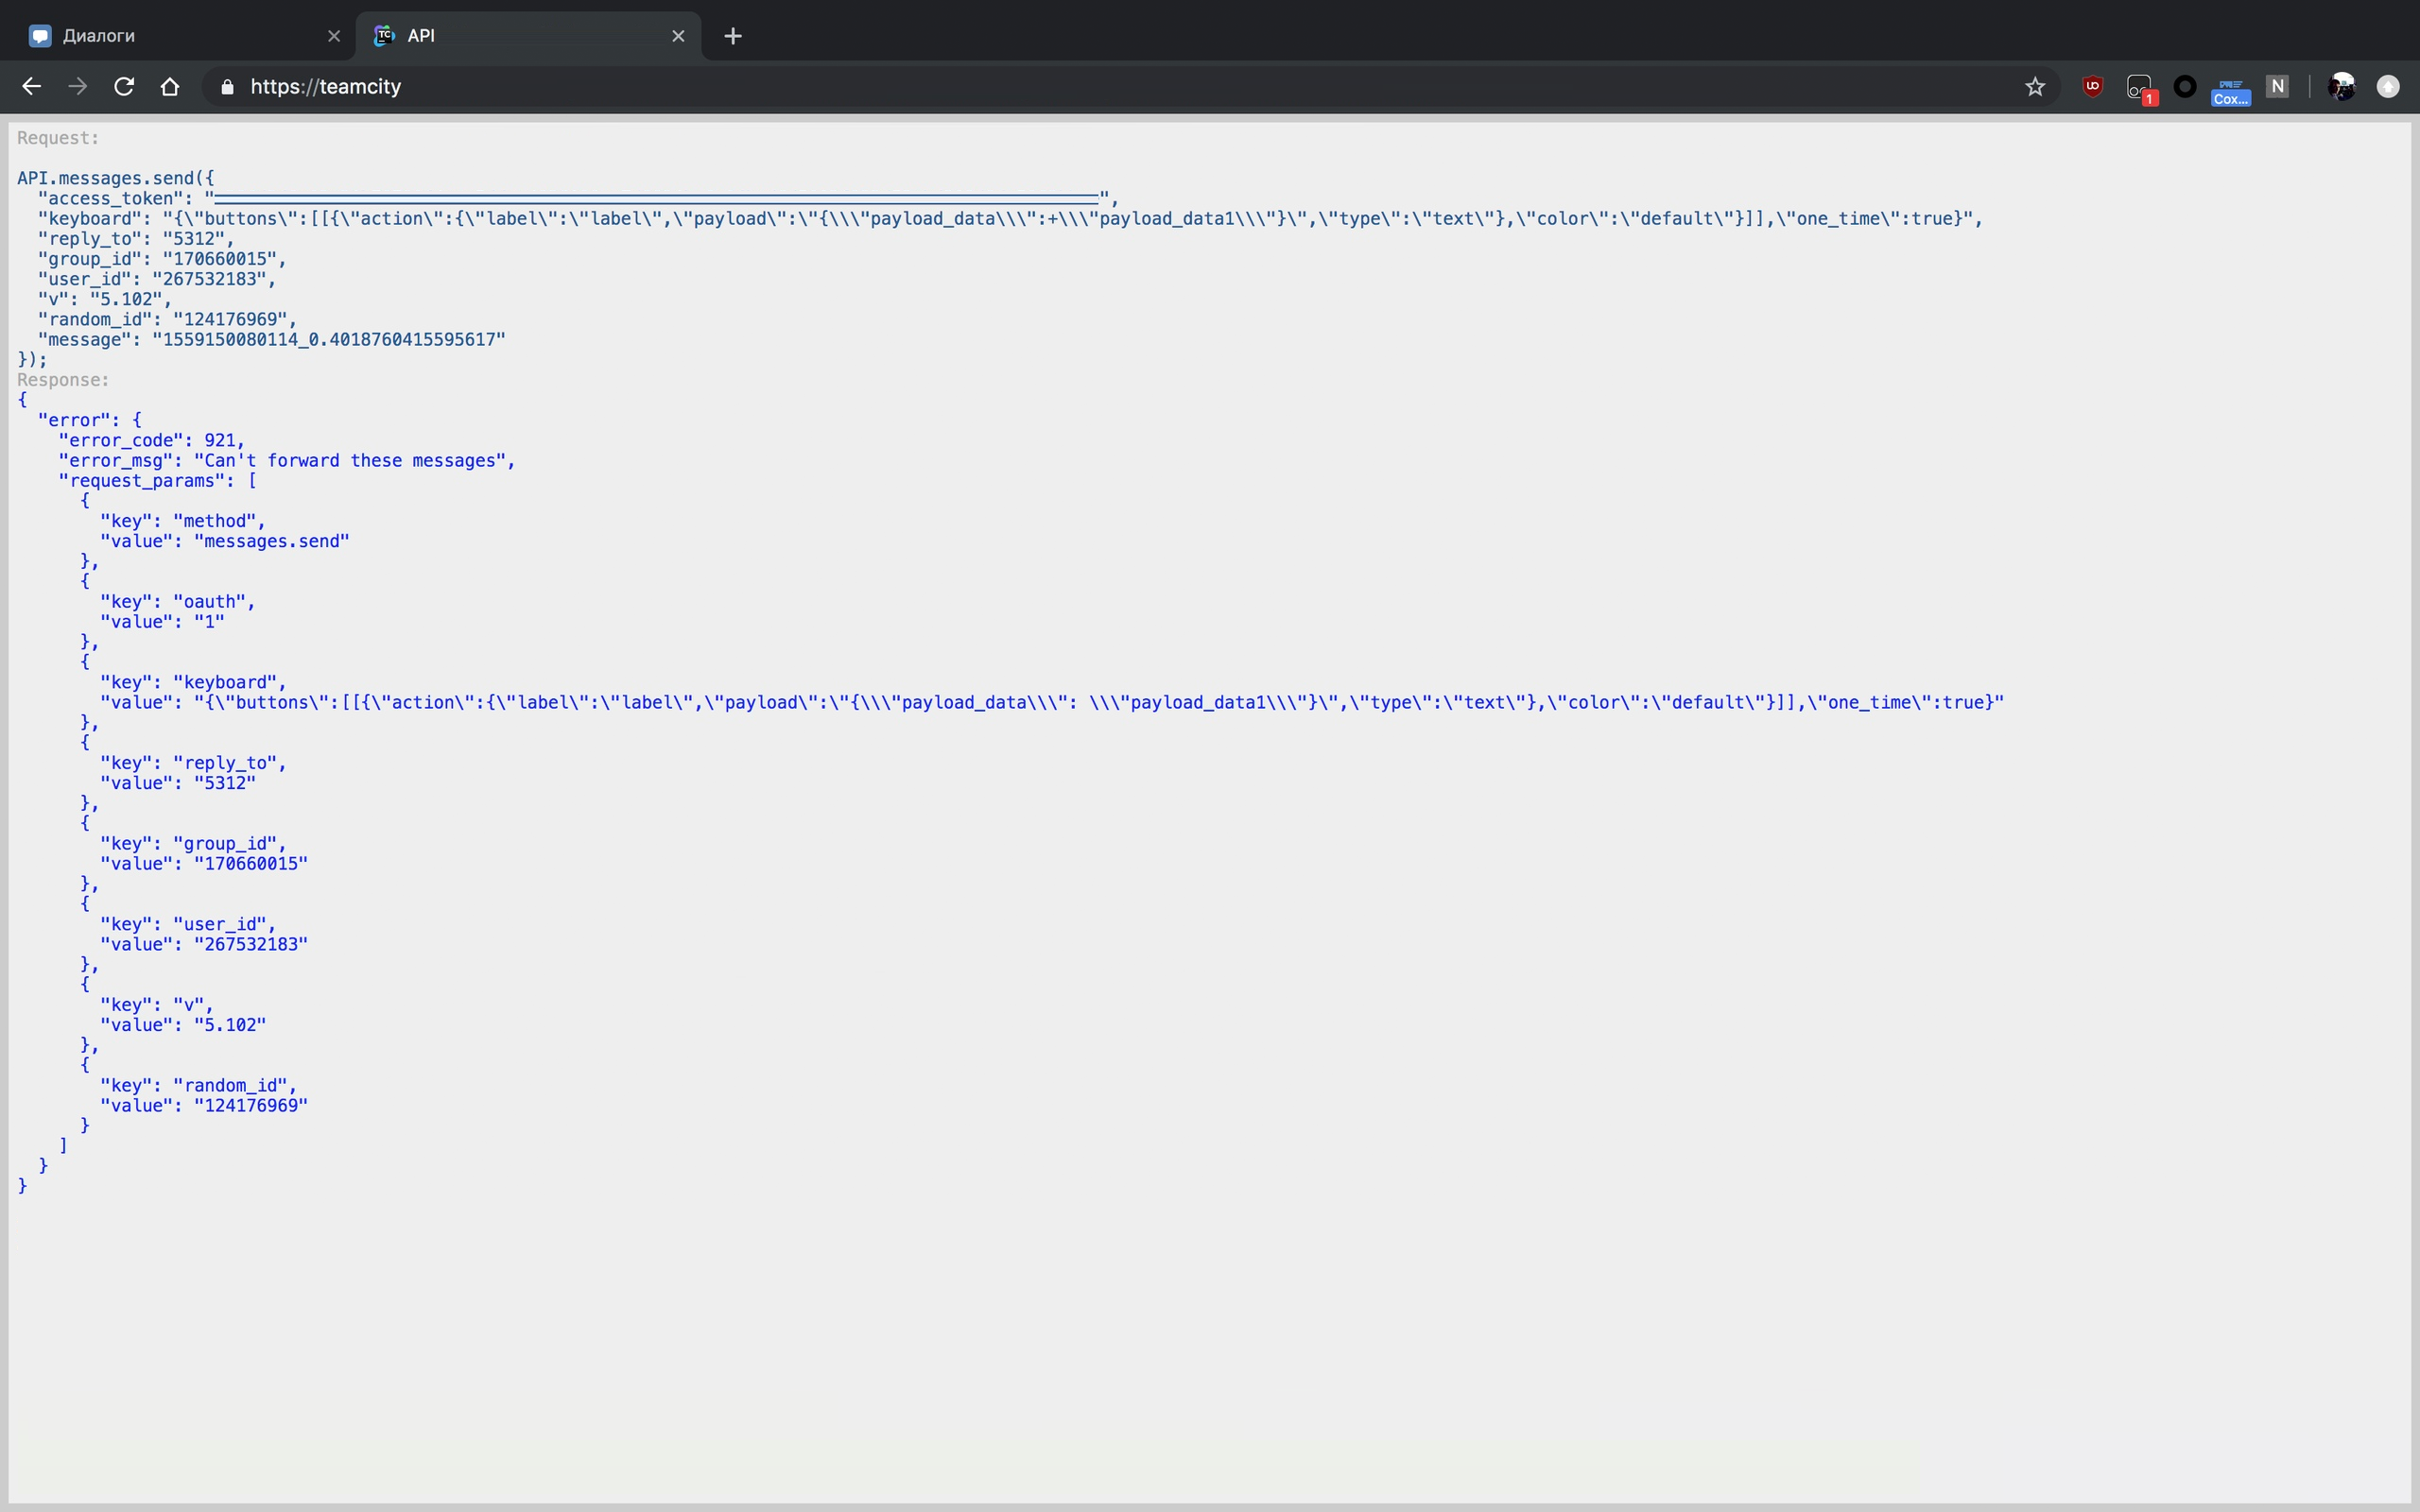 Диалоги
API
https://teamcity
1
Cox...
N
Request:
API.messages.send({
  "access_token": "",
  "keyboard": "{\"buttons\":[[{\"action\":{\"label\":\"label\",\"payload\":\"{\\\"payload_data\\\":+\\\"payload_data1\\\"}\",\"type\":\"text\"},\"color\":\"default\"}]],\"one_time\":true}",
  "reply_to": "5312",
  "group_id": "170660015",
  "user_id": "267532183",
  "v": "5.102",
  "random_id": "124176969",
  "message": "1559150080114_0.4018760415595617"
});
Response:
{
  "error": {
    "error_code": 921,
    "error_msg": "Can't forward these messages",
    "request_params": [
      {
        "key": "method",
        "value": "messages.send"
      },
      {
        "key": "oauth",
        "value": "1"
      },
      {
        "key": "keyboard",
        "value": "{\"buttons\":[[{\"action\":{\"label\":\"label\",\"payload\":\"{\\\"payload_data\\\": \\\"payload_data1\\\"}\",\"type\":\"text\"},\"color\":\"default\"}]],\"one_time\":true}"
      },
      {
        "key": "reply_to",
        "value": "5312"
      },
      {
        "key": "group_id",
        "value": "170660015"
      },
      {
        "key": "user_id",
        "value": "267532183"
      },
      {
        "key": "v",
        "value": "5.102"
      },
      {
        "key": "random_id",
        "value": "124176969"
      }
    ]
  }
}